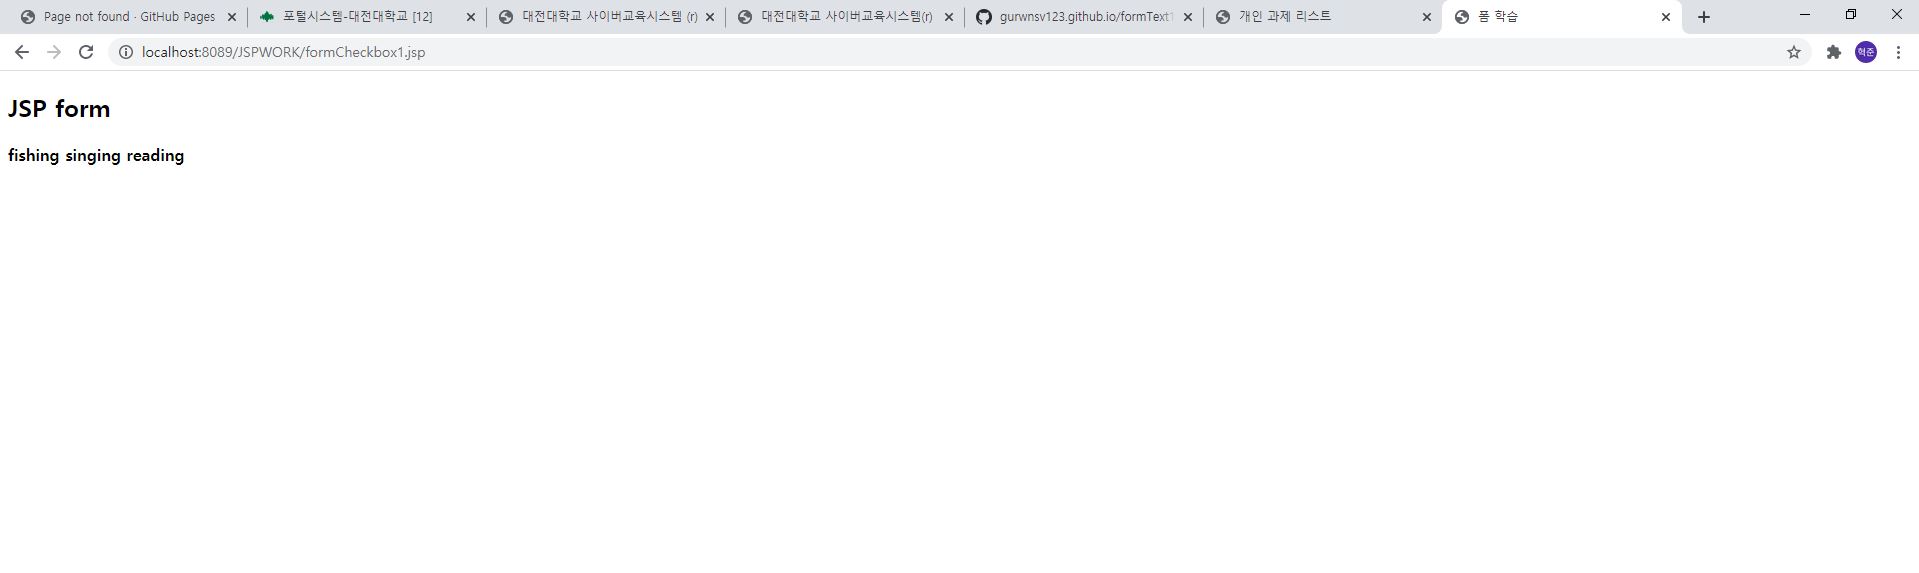 Page not found · GitHub Pages
포털시스템-대전대학교 [12]
대전대학교 사이버교육시스템 (r)
대전대학교 사이버교육시스템(r)
gurwnsv123.github.io/formText1
개인 과제 리스트
폼 학습
localhost:8089/JSPWORK/formCheckbox1.jsp
혁준
JSP form
fishing singing reading